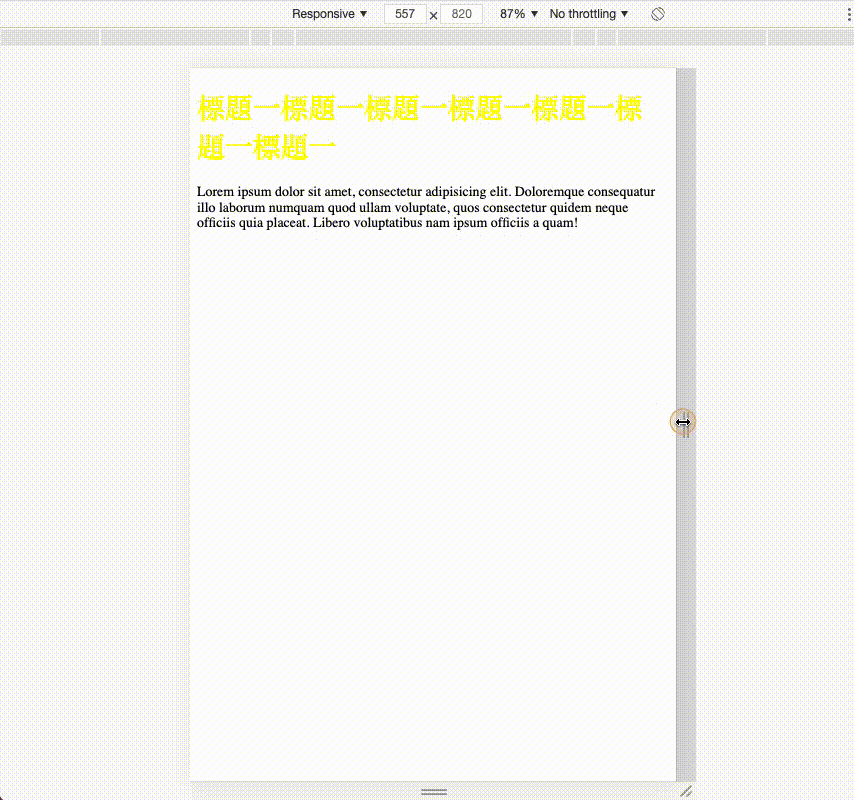 Responsive ▼ 557 × 820 87% ▼ No throttling ▼
標題一標題一標題一標題一標題一標
題一標題一
Lorem ipsum dolor sit amet, consectetur adipisicing elit. Doloremque consequatur
illo laborum numquam quod ullam voluptate, quos consectetur quidem neque
officiis quia placeat. Libero voluptatibus nam ipsum officiis a quam!